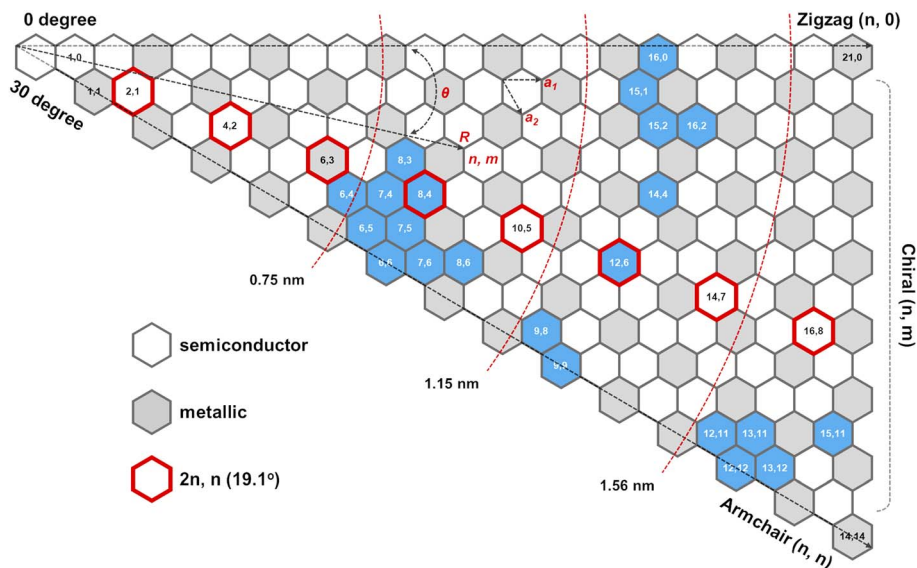 0 degree
Zigzag (n, 0)
1,0
16,0
21,0
30 degree
1,1
2,1
θ
a1
15,1
a2
4,2
R
15,2
16,2
6,3
8,3
n, m
6,4
7,4
8,4
14,4
6,5
7,5
10,5
6,6
7,6
8,6
12,6
0.75 nm
14,7
Chiral (n, m)
9,8
16,8
semiconductor
9,9
1.15 nm
metallic
12,11
13,11
15,11
12,12
13,12
2n, n (19.1°)
1.56 nm
Armchair (n, n)
14,14